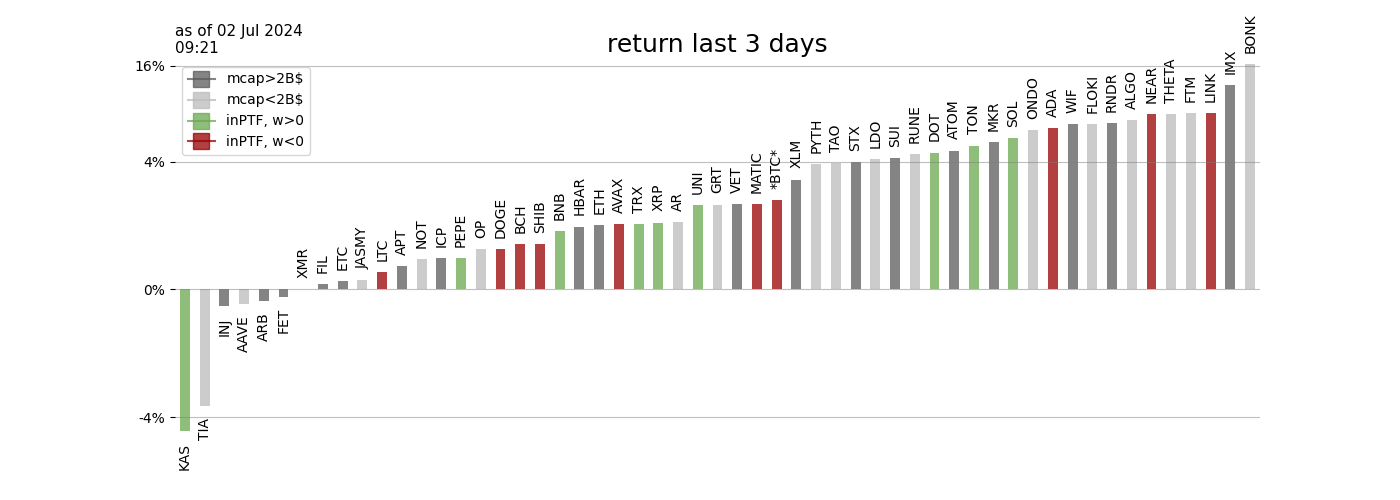 as of 02 Jul 2024
09:21
return last 3 days
16%
4%
0%
-4%
mcap>2B$
mcap<2B$
inPTF, w>0
inPTF, w<0
KAS
TIA
INJ
AAVE
ARB
FET
XMR
FIL
ETC
JASMY
LTC
APT
NOT
ICP
PEPE
OP
DOGE
BCH
SHIB
BNB
HBAR
ETH
AVAX
TRX
XRP
AR
UNI
GRT
VET
MATIC
*BTC*
XLM
PYTH
TAO
STX
LDO
SUI
RUNE
DOT
ATOM
TON
MKR
SOL
ONDO
ADA
WIF
FLOKI
RNDR
ALGO
NEAR
THETA
FTM
LINK
IMX
BONK